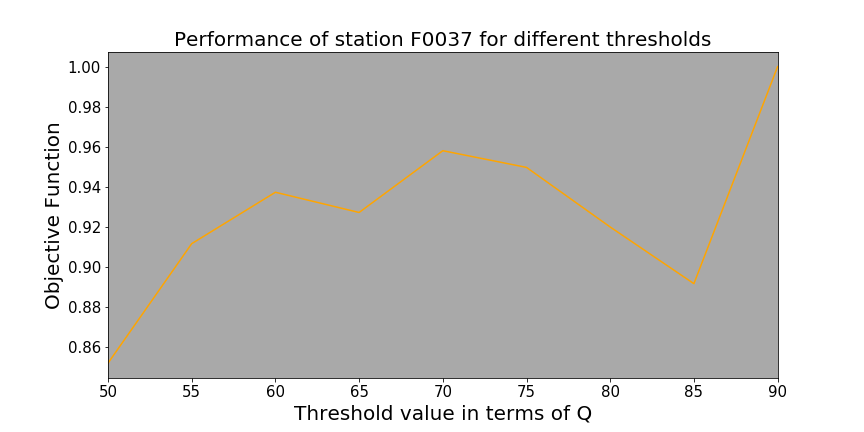 Performance of station F0037 for different thresholds
1.00
0.98
0.96
0.94
0.92
0.90
0.88
0.86
Objective Function
50 55 60 65 70 75 80 85 90
Threshold value in terms of Q